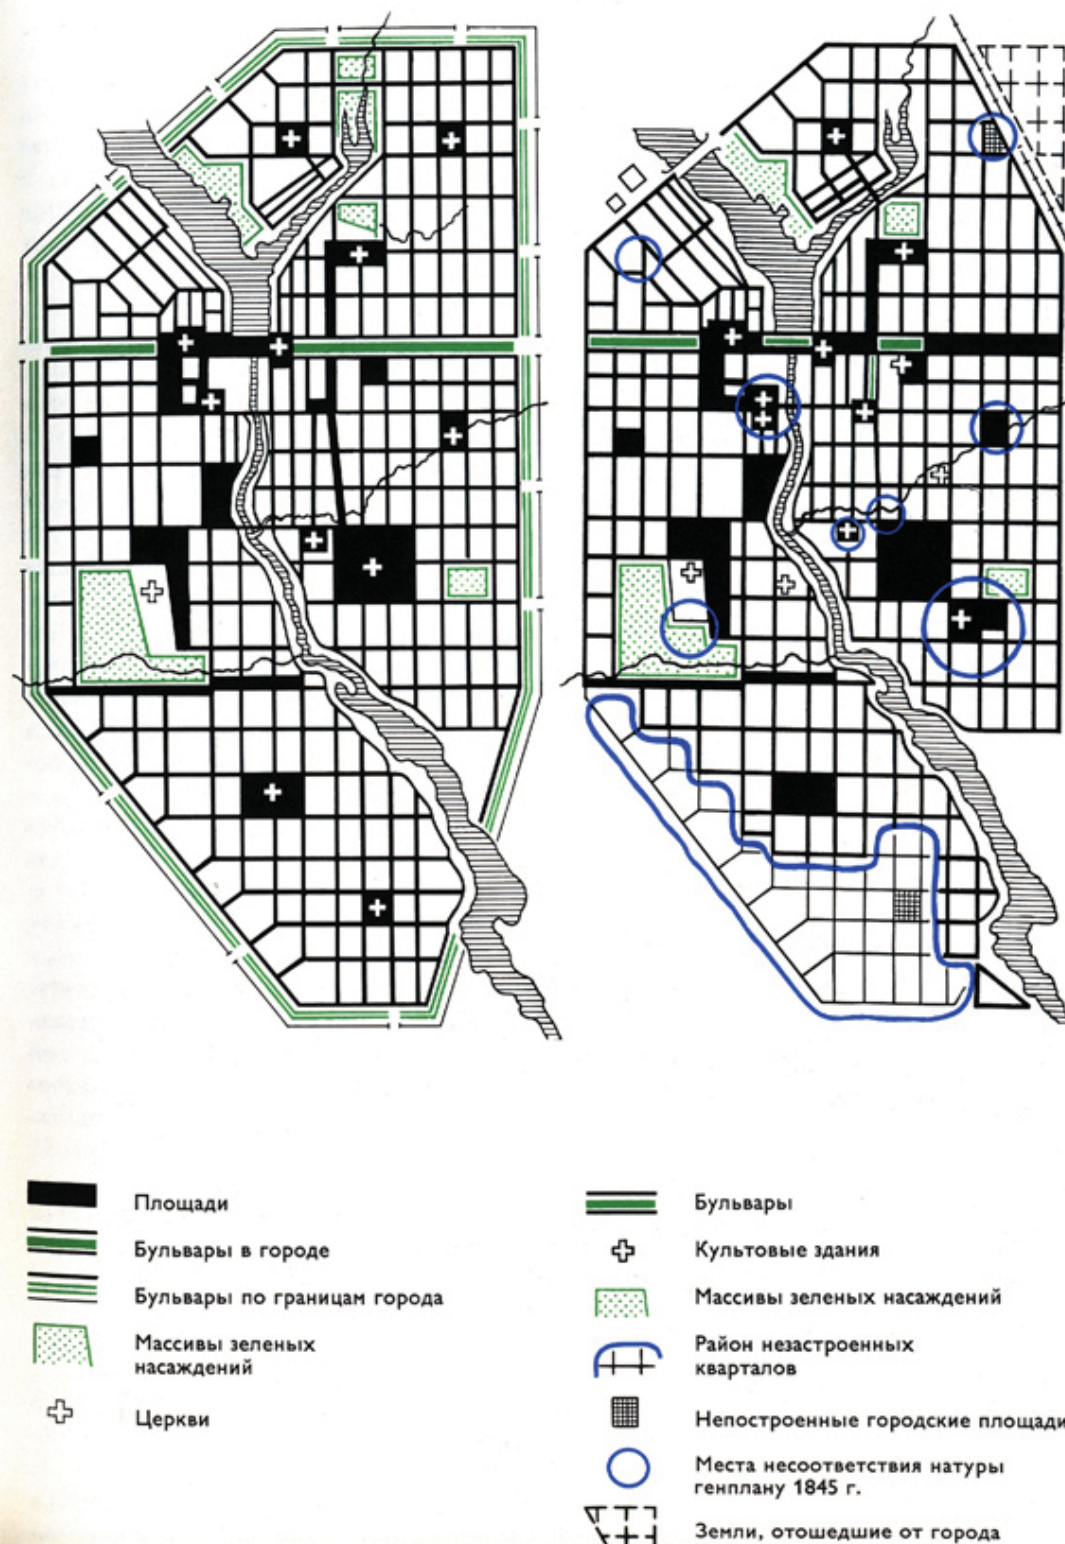 Площади
Бульвары в городе
Бульвары по границам города
Массивы зеленых
насаждений
Церкви
Бульвары
Культовые здания
Массивы зеленых насаждений
Район незастроенных
кварталов
Непостроенные городские площади
Места несоответствия натуры
генплану 1845 г.
Земли, отошедшие от города